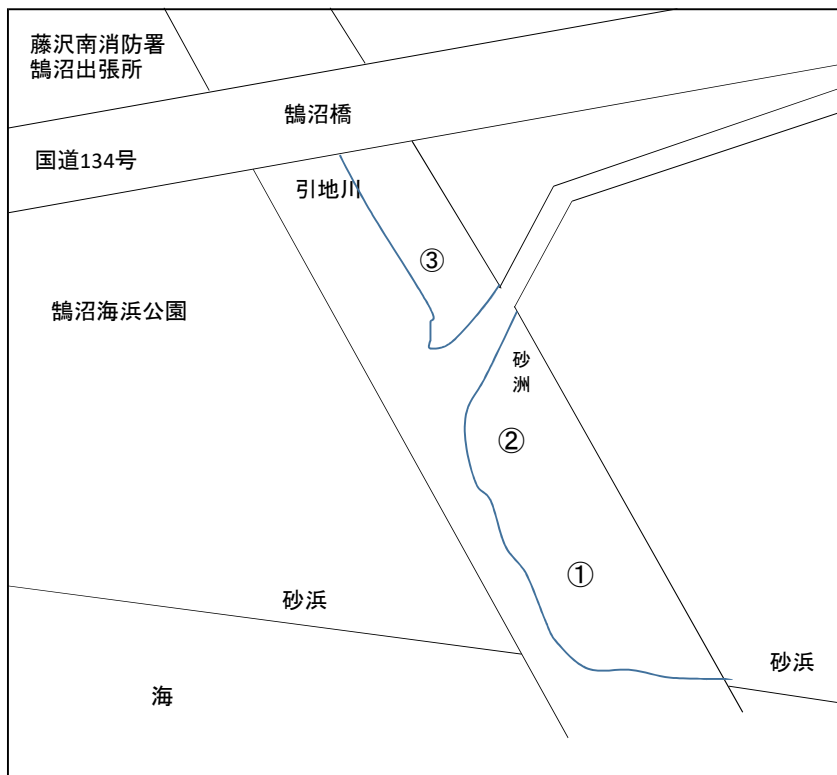 藤沢南消防署
鵠沼出張所
鵠沼橋
国道134号
引地川
③
鵠沼海浜公園
砂
洲
②
①
砂浜
砂浜
海